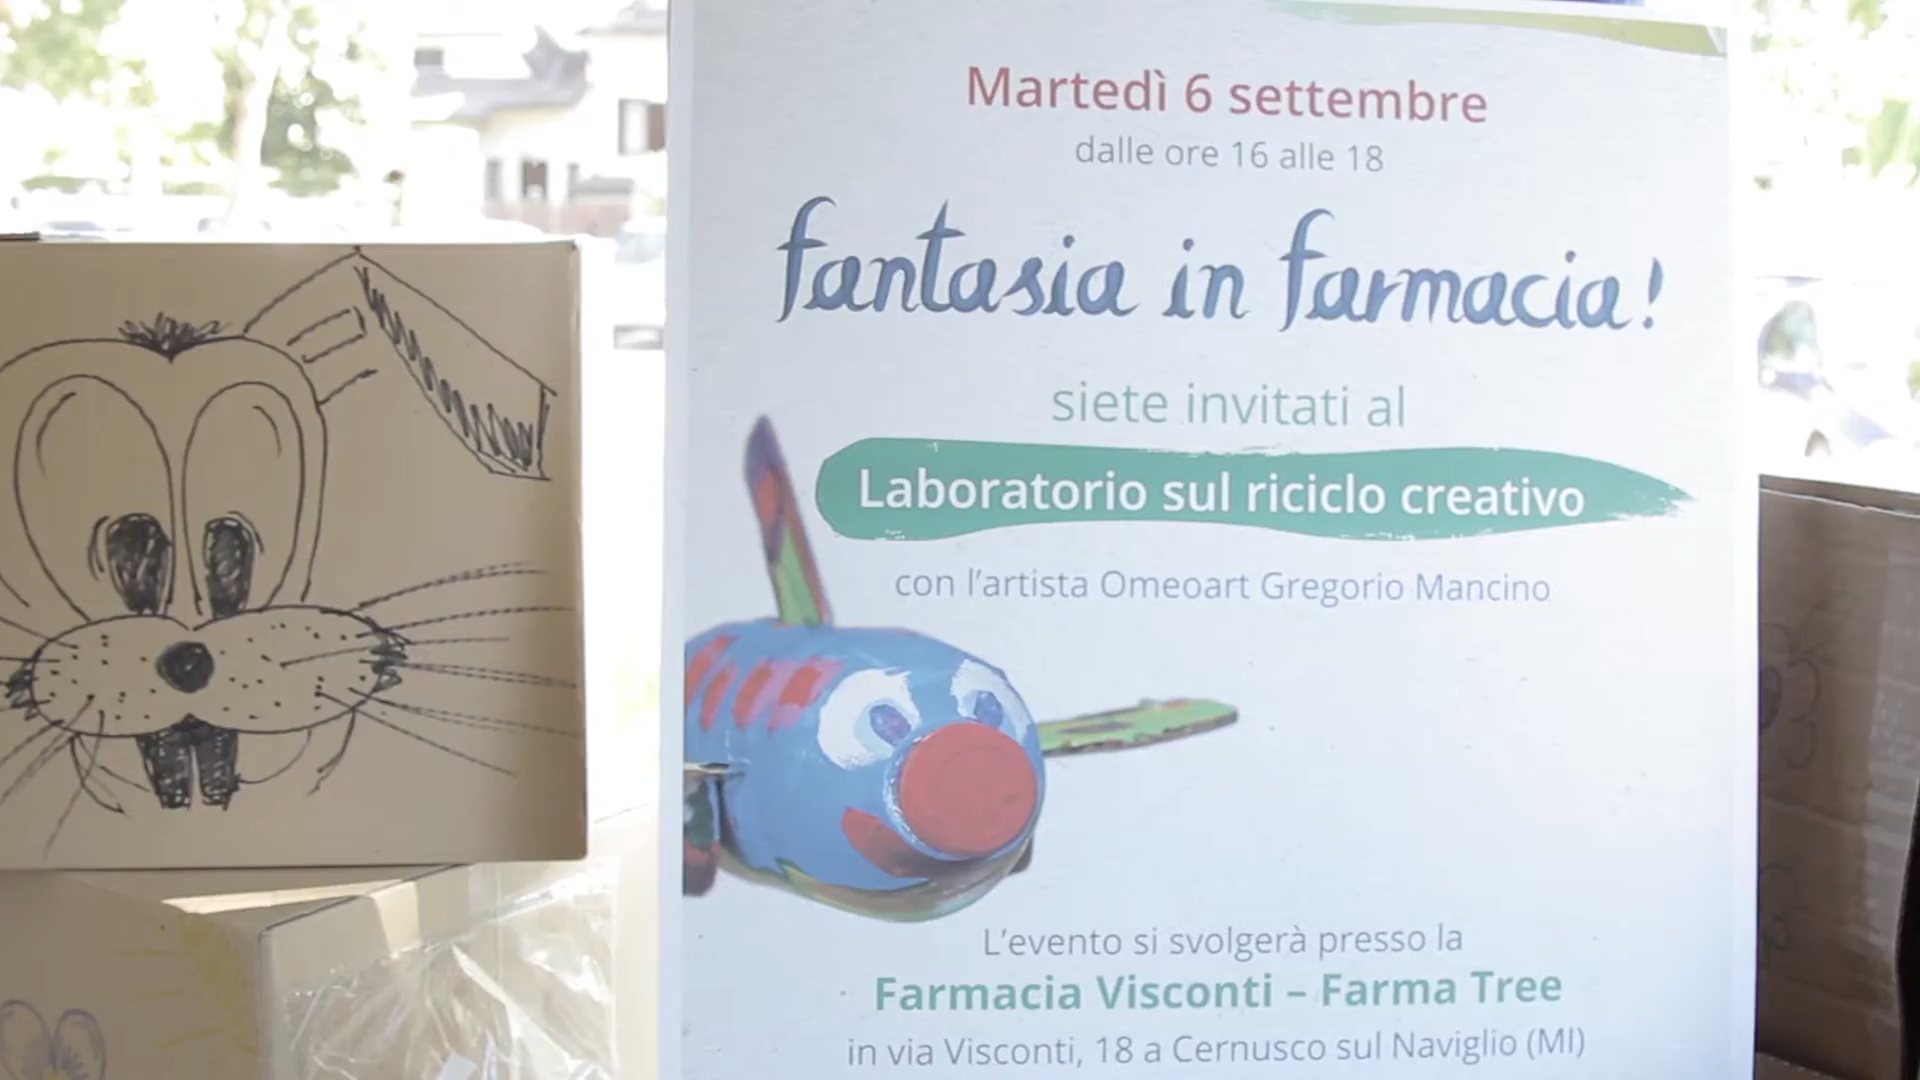 Martedì 6 settembre
dalle ore 16 alle 18
fantasia in farmacia!
siete invitati al
Laboratorio sul riciclo creativo
con l'artista Omeoart Gregorio Mancino
L'evento si svolgerà presso la
Farmacia Visconti – Farma Tree
in via Visconti, 18 a Cernusco sul Naviglio (MI)